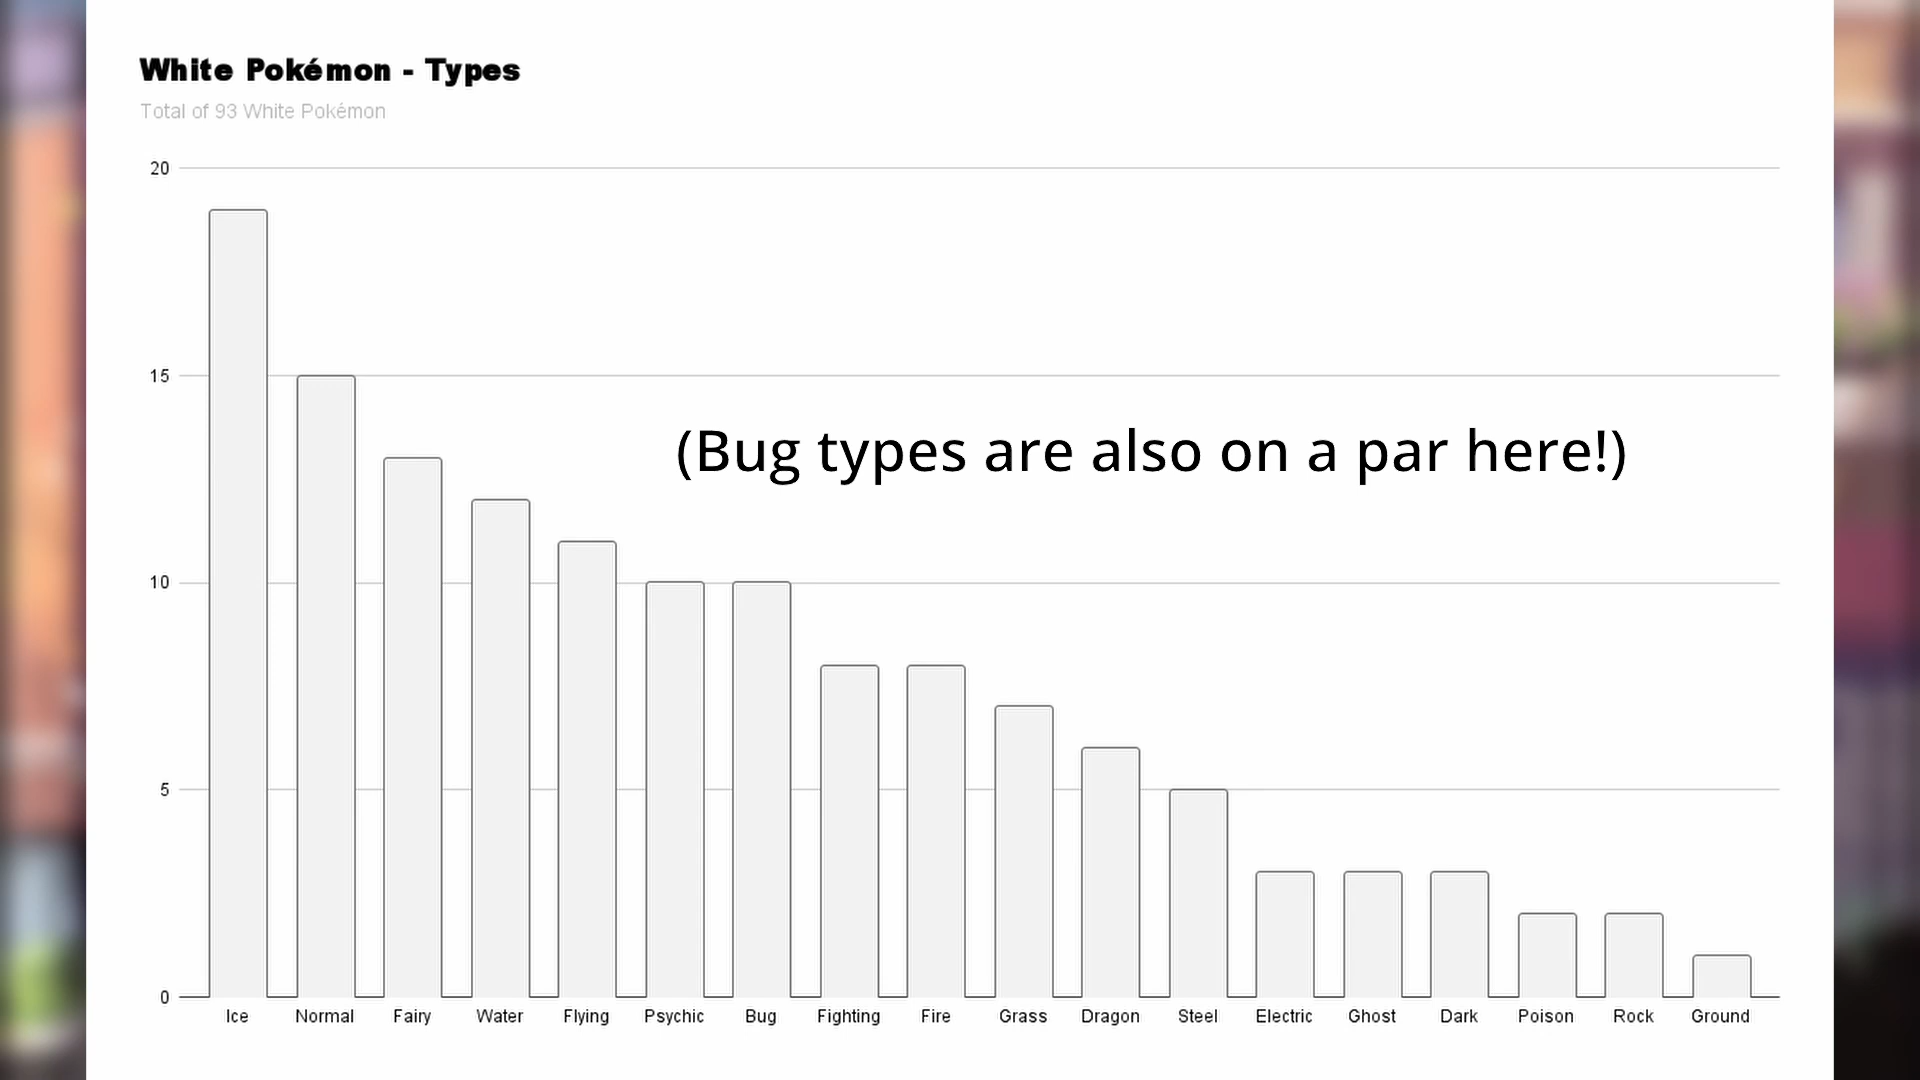 White Pokémon - Types
Total of 93 White Pokémon
20
15
(Bug types are also on a par here!)
10
5
0
Ice Normal Fairy Water Flying Psychic Bug Fighting Fire Grass Dragon Steel Electric Ghost Dark Poison Rock Ground